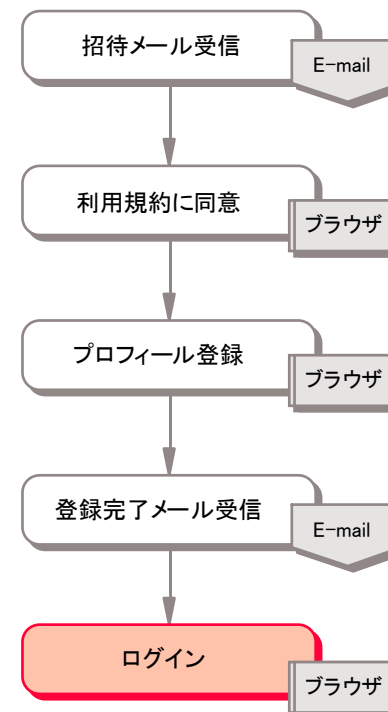 招待メール受信
E-mail
利用規約に同意
ブラウザ
プロフィール登録
ブラウザ
登録完了メール受信
E-mail
ログイン
ブラウザ